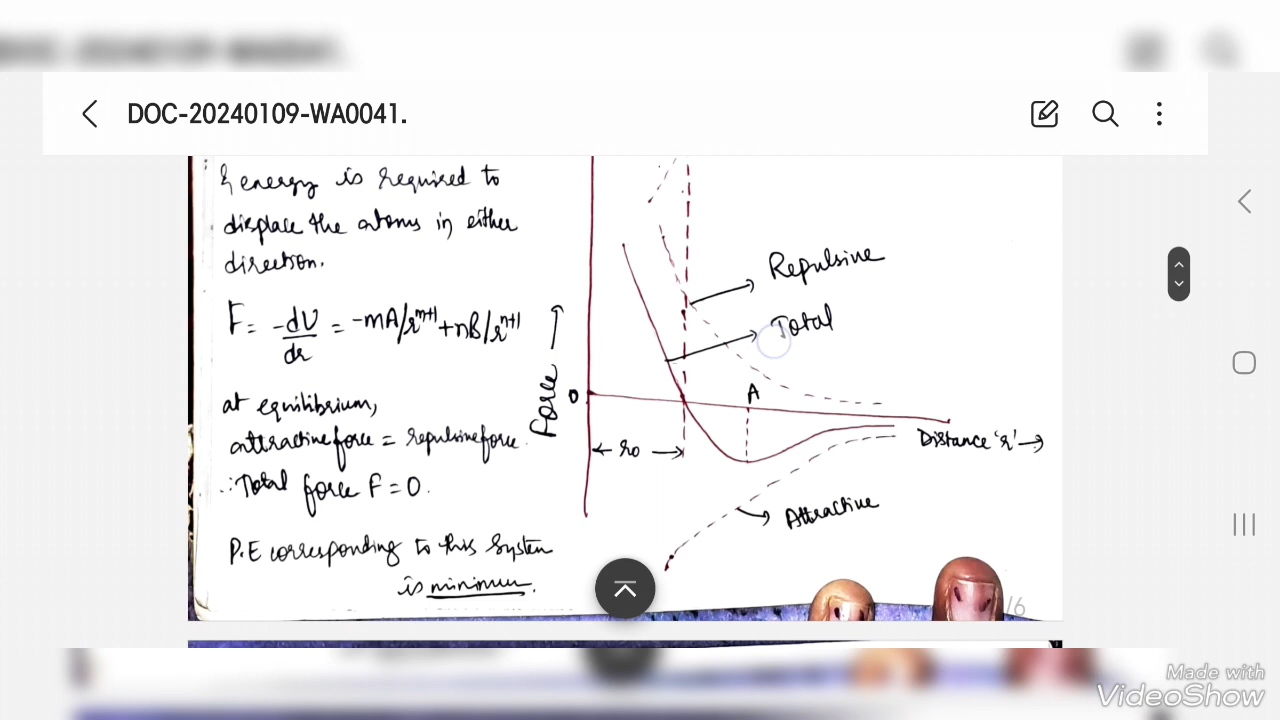 DOC-20240109-WA0041.
& energy is required to
displace the atoms in either
direction.
F = -dU/dr = -mA/r^m+1 + nB/r^n+1
at equilibrium,
attractive force = repulsive force.
∴ Total force F = 0.
P.E corresponding to this system
is minimum.
Force →
0
← r0 →
A
Repulsive
Total
Distance 'r' →
Attractive
/6
Made with
VideoShow